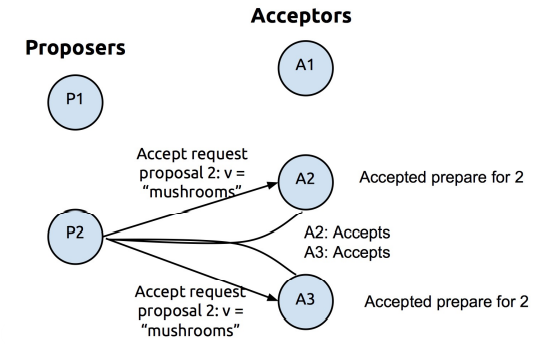 Acceptors
Proposers
A1
P1
Accept request
proposal 2: v =
“mushrooms”
A2
Accepted prepare for 2
P2
A2: Accepts
A3: Accepts
Accept request
proposal 2: v =
“mushrooms”
A3
Accepted prepare for 2